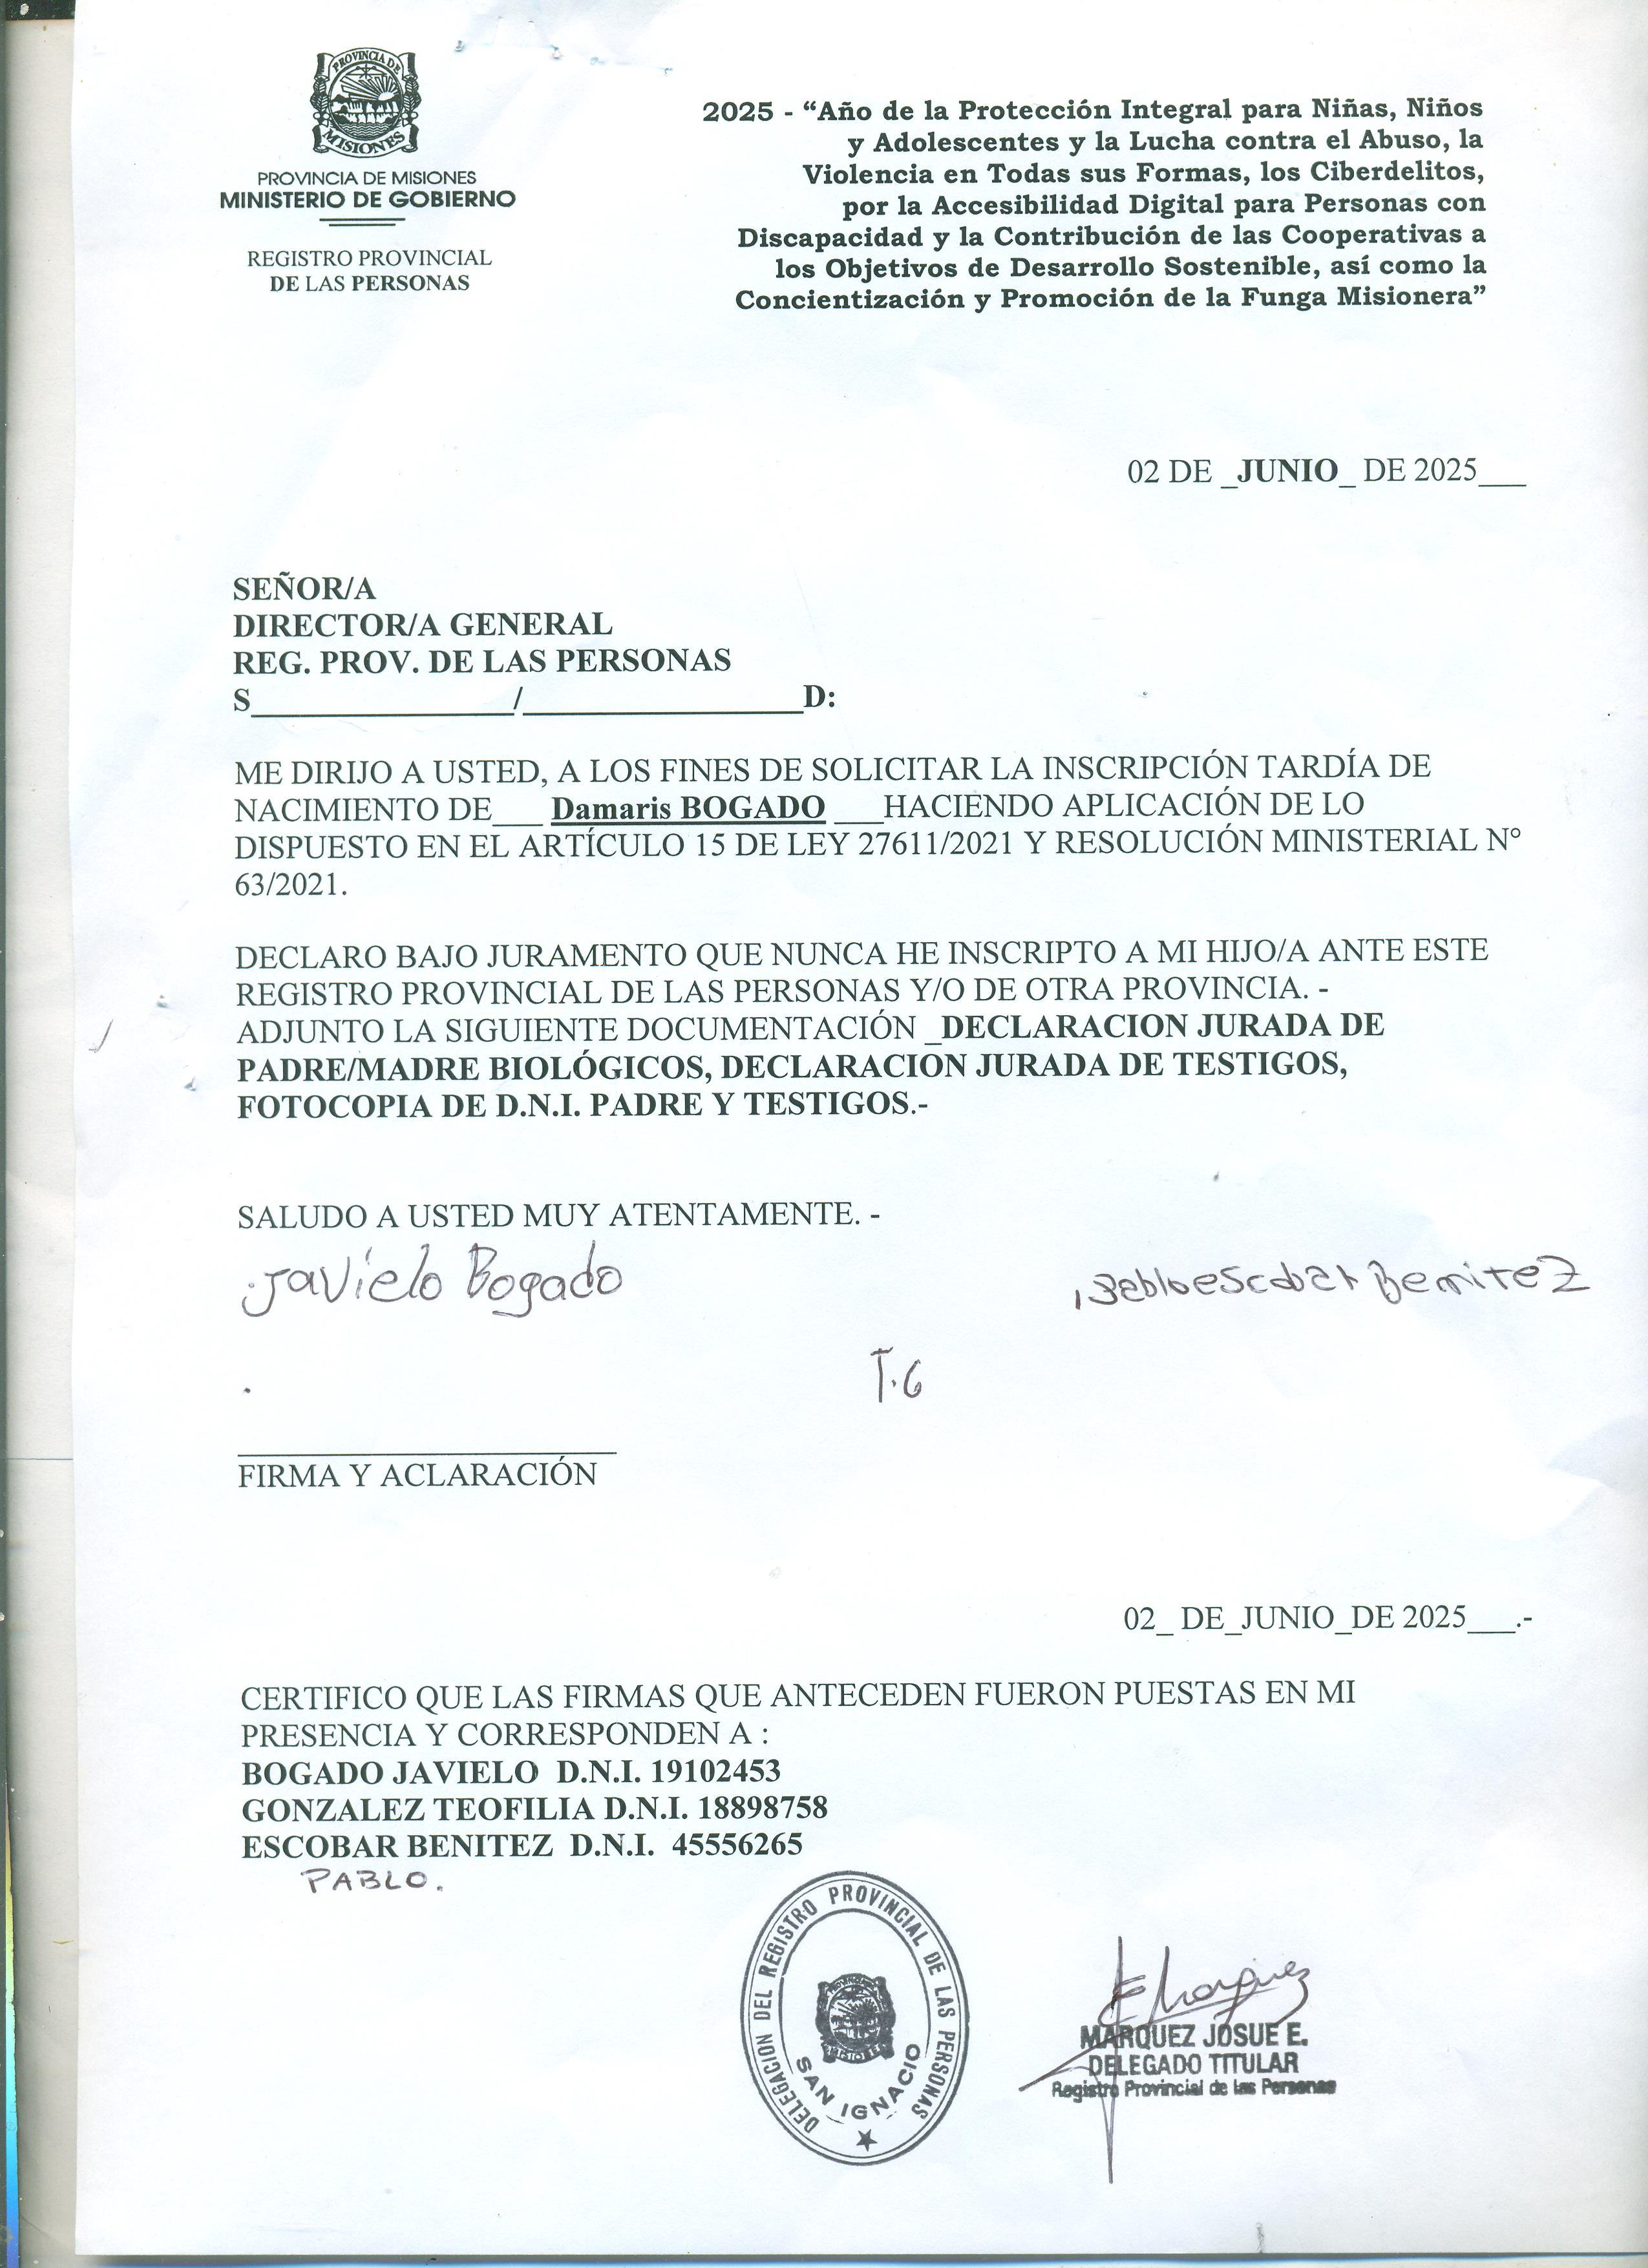 PROVINCIA DE
MISIONES
PROVINCIA DE MISIONES
MINISTERIO DE GOBIERNO
REGISTRO PROVINCIAL
DE LAS PERSONAS
2025 - “Año de la Protección Integral para Niñas, Niños
y Adolescentes y la Lucha contra el Abuso, la
Violencia en Todas sus Formas, los Ciberdelitos,
por la Accesibilidad Digital para Personas con
Discapacidad y la Contribución de las Cooperativas a
los Objetivos de Desarrollo Sostenible, así como la
Concientización y Promoción de la Funga Misionera”
02 DE _JUNIO_ DE 2025___
SEÑOR/A
DIRECTOR/A GENERAL
REG. PROV. DE LAS PERSONAS
S________________/_________________D:
ME DIRIJO A USTED, A LOS FINES DE SOLICITAR LA INSCRIPCIÓN TARDÍA DE
NACIMIENTO DE___ Damaris BOGADO ___HACIENDO APLICACIÓN DE LO
DISPUESTO EN EL ARTÍCULO 15 DE LEY 27611/2021 Y RESOLUCIÓN MINISTERIAL N°
63/2021.
DECLARO BAJO JURAMENTO QUE NUNCA HE INSCRIPTO A MI HIJO/A ANTE ESTE
REGISTRO PROVINCIAL DE LAS PERSONAS Y/O DE OTRA PROVINCIA. -
ADJUNTO LA SIGUIENTE DOCUMENTACIÓN _DECLARACION JURADA DE
PADRE/MADRE BIOLÓGICOS, DECLARACION JURADA DE TESTIGOS,
FOTOCOPIA DE D.N.I. PADRE Y TESTIGOS.-
SALUDO A USTED MUY ATENTAMENTE. -
Javielo Bogado
Pabloescobar Benitez
T.G
_______________________
FIRMA Y ACLARACIÓN
02_ DE_JUNIO_DE 2025___.-
CERTIFICO QUE LAS FIRMAS QUE ANTECEDEN FUERON PUESTAS EN MI
PRESENCIA Y CORRESPONDEN A :
BOGADO JAVIELO  D.N.I. 19102453
GONZALEZ TEOFILIA D.N.I. 18898758
ESCOBAR BENITEZ  D.N.I.  45556265
PABLO.
DELEGACION DEL REGISTRO PROVINCIAL DE LAS PERSONAS
SAN IGNACIO
MARQUEZ JOSUE E.
DELEGADO TITULAR
Registro Provincial de las Personas